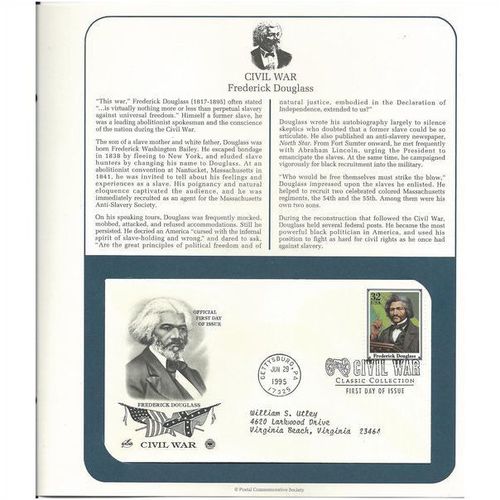 CIVIL WAR
Frederick Douglass
"This war," Frederick Douglass (1817-1895) often stated
"...is virtually nothing more or less than perpetual slavery
against universal freedom." Himself a former slave, he
was a leading abolitionist spokesman and the conscience
of the nation during the Civil War.
The son of a slave mother and white father, Douglass was
born Frederick Washington Bailey. He escaped bondage
in 1838 by fleeing to New York, and eluded slave
hunters by changing his name to Douglass. At an
abolitionist convention at Nantucket, Massachusetts in
1841, he was invited to tell about his feelings and
experiences as a slave. His poignancy and natural
eloquence captivated the audience, and he was
immediately recruited as an agent for the Massachusetts
Anti-Slavery Society.
On his speaking tours, Douglass was frequently mocked,
mobbed, attacked, and refused accommodations. Still he
persisted. He decried an America "cursed with the infernal
spirit of slave-holding and wrong," and dared to ask,
"Are the great principles of political freedom and of
natural justice, embodied in the Declaration of
Independence, extended to us?"
Douglass wrote his autobiography largely to silence
skeptics who doubted that a former slave could be so
articulate. He also published an anti-slavery newspaper,
North Star. From Fort Sumter onward, he met frequently
with Abraham Lincoln, urging the President to
emancipate the slaves. At the same time, he campaigned
vigorously for black recruitment into the military.
"Who would be free themselves must strike the blow,"
Douglass impressed upon the slaves he enlisted. He
helped to recruit two celebrated colored Massachusetts
regiments, the 54th and the 55th. Among them were his
own two sons.
During the reconstruction that followed the Civil War,
Douglass held several federal posts. He became the most
powerful black politician in America, and used his
position to fight as hard for civil rights as he once had
against slavery.
OFFICIAL
FIRST DAY
OF ISSUE
FREDERICK DOUGLASS
CIVIL WAR
GETTYSBURG, PA
JUN 29
1995
17325
32
USA
Frederick Douglass
CIVIL WAR
CLASSIC COLLECTION
FIRST DAY OF ISSUE
William S. Utley
4620 Larkwood Drive
Virginia Beach, Virginia 23464
© Postal Commemorative Society